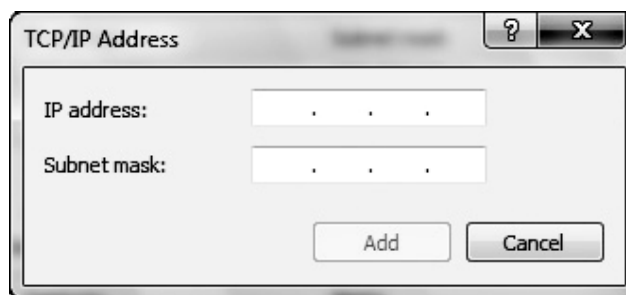 TCP/IP Address
?
X
IP address:
. . .
Subnet mask:
. . .
Add
Cancel